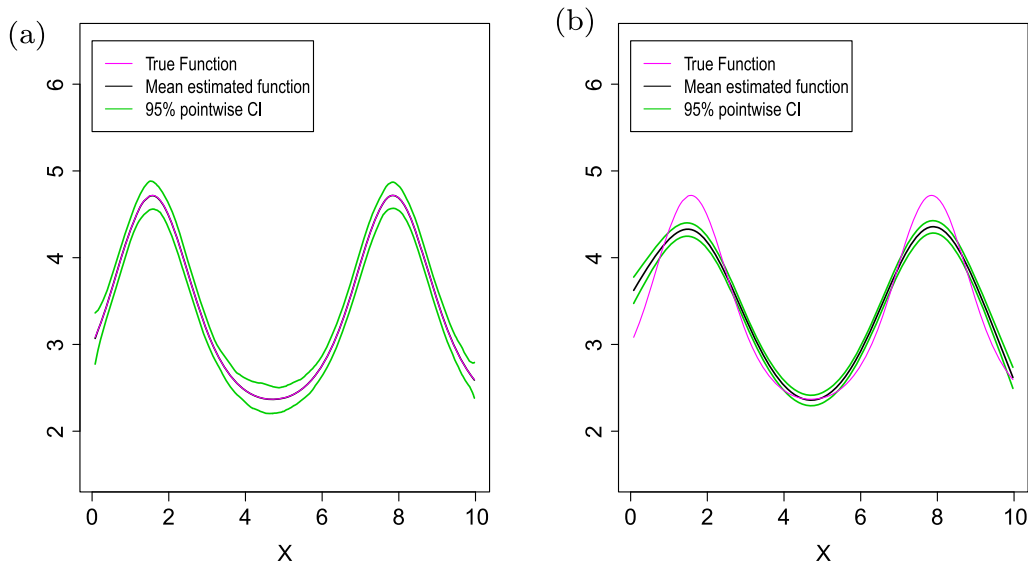 (a)
True Function
Mean estimated function
95% pointwise CI
6
5
4
3
2
0 2 4 6 8 10
X
(b)
True Function
Mean estimated function
95% pointwise CI
6
5
4
3
2
0 2 4 6 8 10
X